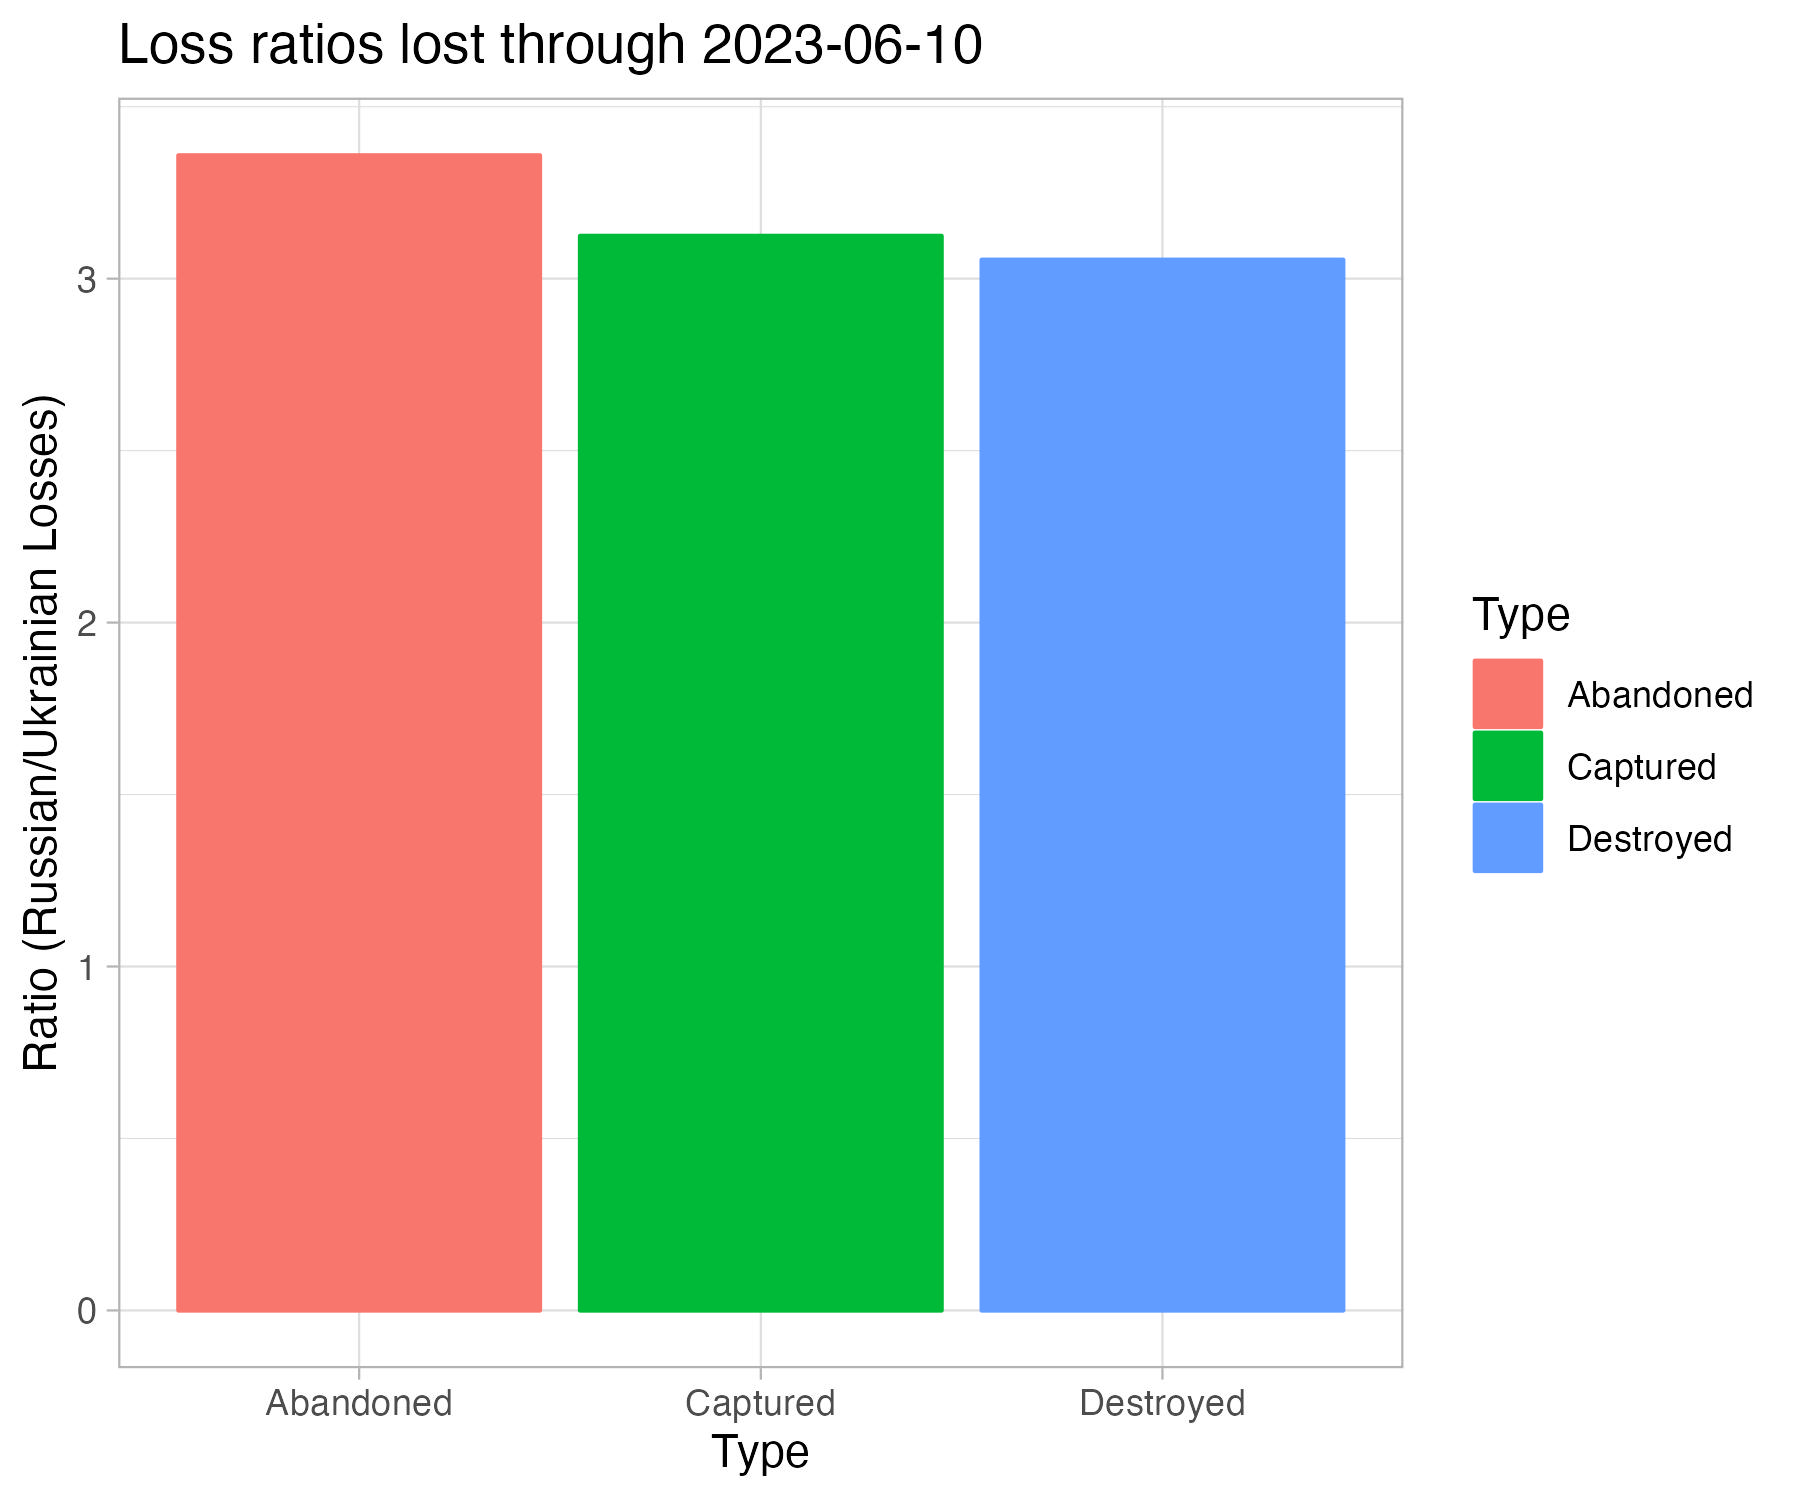 Loss ratios lost through 2023-06-10
Ratio (Russian/Ukrainian Losses)
3
2
1
0
Abandoned
Captured
Destroyed
Type
Type
Abandoned
Captured
Destroyed